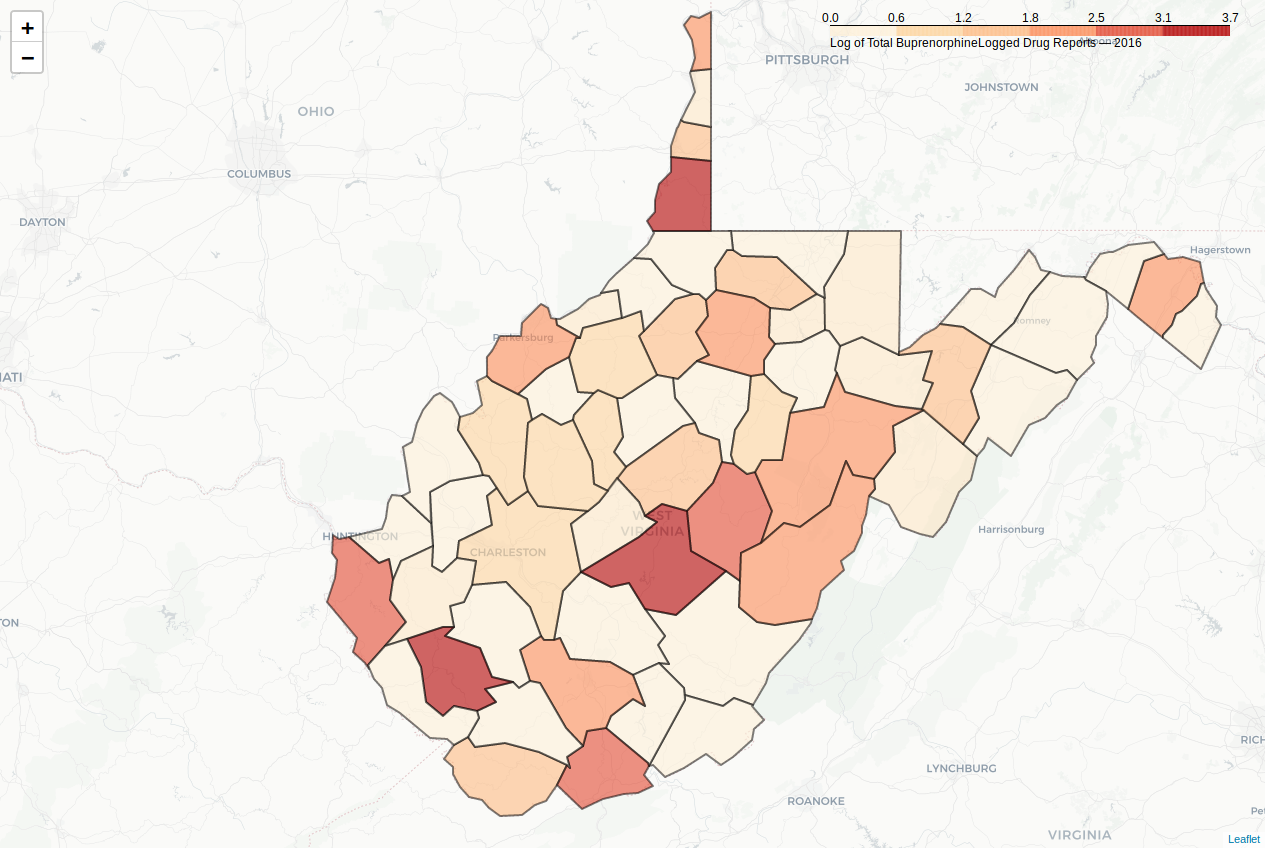 +
−
0.0 0.6 1.2 1.8 2.5 3.1 3.7
Log of Total BuprenorphineLogged Drug Reports — 2016
PITTSBURGH
JOHNSTOWN
OHIO
COLUMBUS
DAYTON
Hagerstown
Romney
Parkersburg
ATI
WEST
VIRGINIA
Harrisonburg
HUNTINGTON
CHARLESTON
ON
RICH
LYNCHBURG
ROANOKE
Pet
VIRGINIA
Leaflet